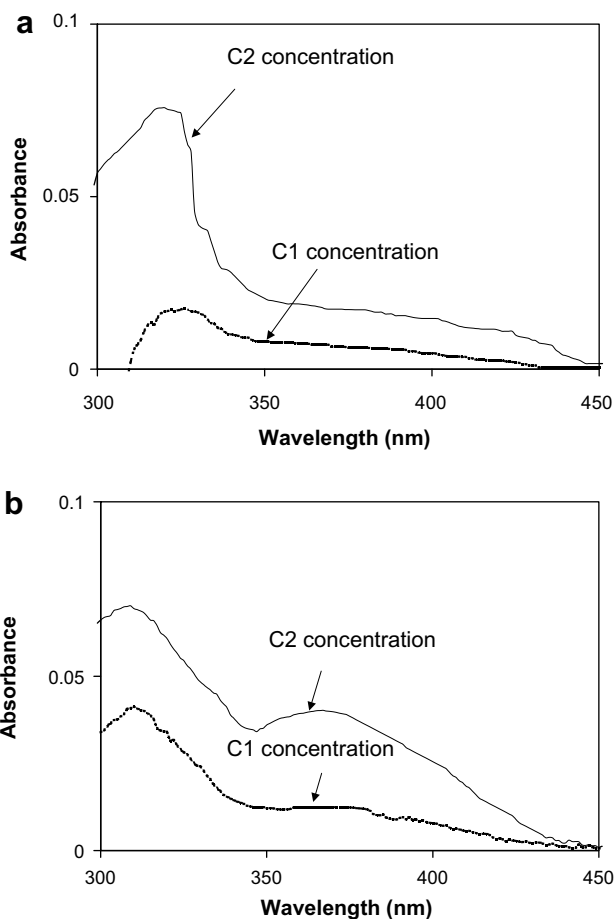 a
0.1
C2 concentration
0.05
C1 concentration
0
300
350
400
450
Absorbance
Wavelength (nm)
b
0.1
C2 concentration
0.05
C1 concentration
0
300
350
400
450
Absorbance
Wavelength (nm)